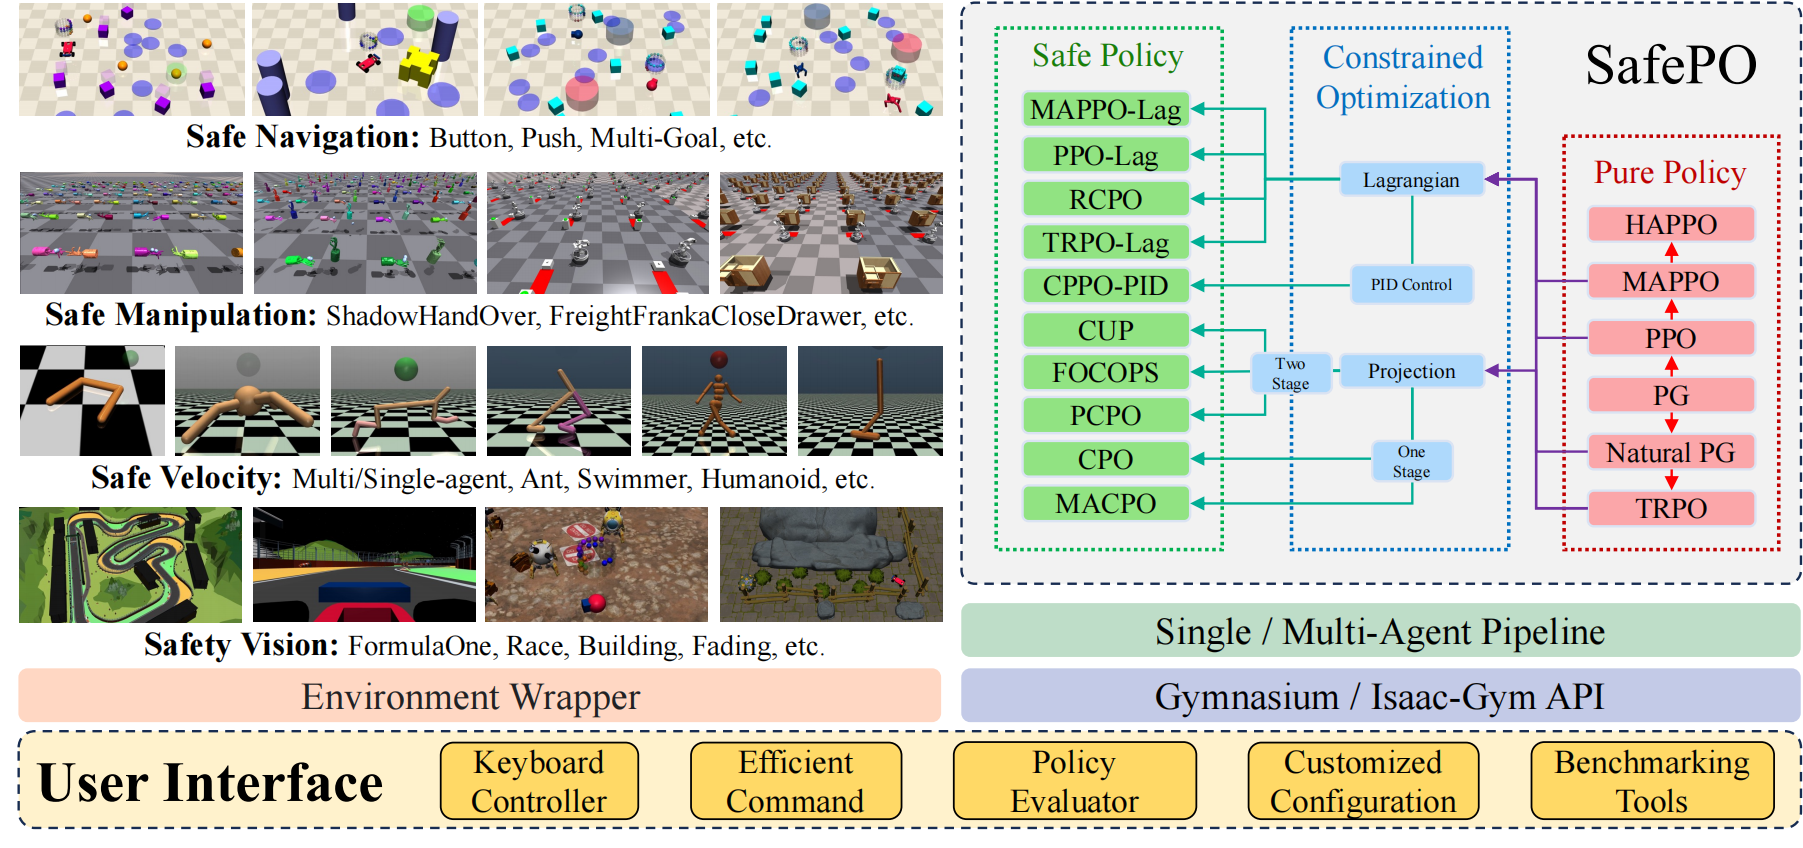 Safe Navigation: Button, Push, Multi-Goal, etc.
Safe Manipulation: ShadowHandOver, FreightFrankaCloseDrawer, etc.
Safe Velocity: Multi/Single-agent, Ant, Swimmer, Humanoid, etc.
Safety Vision: FormulaOne, Race, Building, Fading, etc.
Environment Wrapper
SafePO
Safe Policy
MAPPO-Lag
PPO-Lag
RCPO
TRPO-Lag
CPPO-PID
CUP
FOCOPS
PCPO
CPO
MACPO
Constrained
Optimization
Lagrangian
PID Control
Two
Stage
Projection
One
Stage
Pure Policy
HAPPO
MAPPO
PPO
PG
Natural PG
TRPO
Single / Multi-Agent Pipeline
Gymnasium / Isaac-Gym API
User Interface
Keyboard
Controller
Efficient
Command
Policy
Evaluator
Customized
Configuration
Benchmarking
Tools